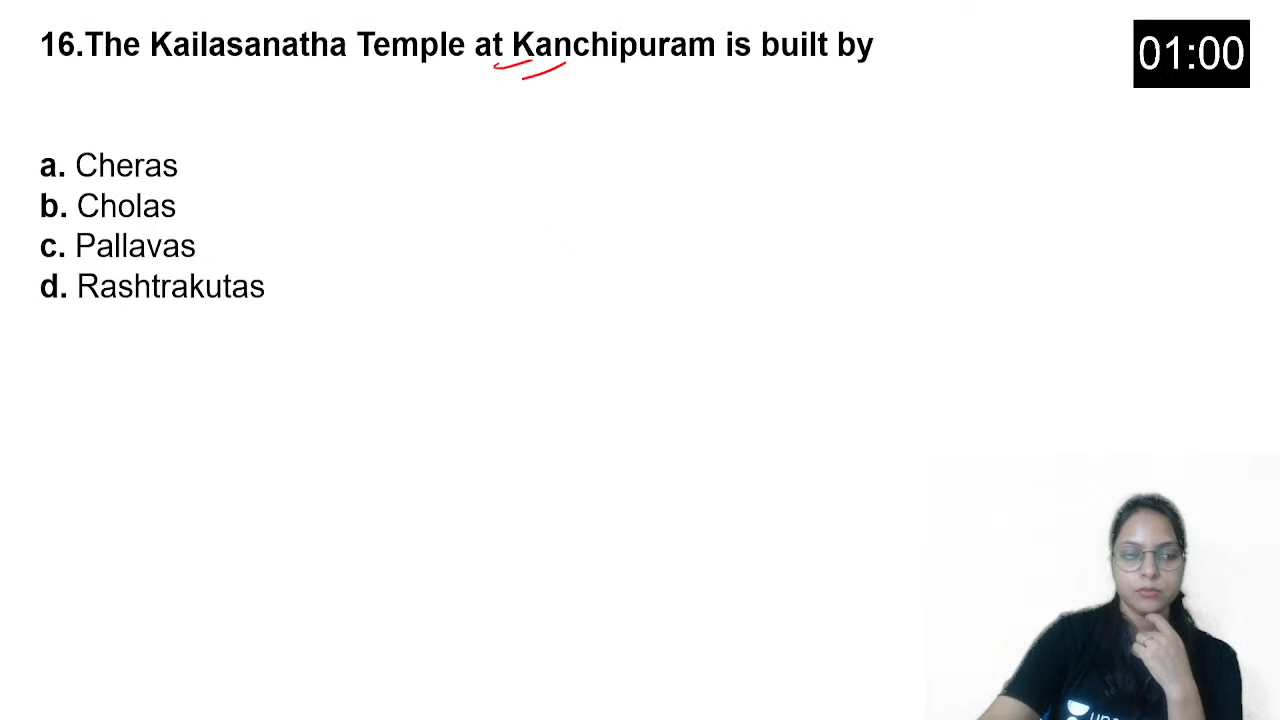 16.The Kailasanatha Temple at Kanchipuram is built by
01:00
a. Cheras
b. Cholas
c. Pallavas
d. Rashtrakutas